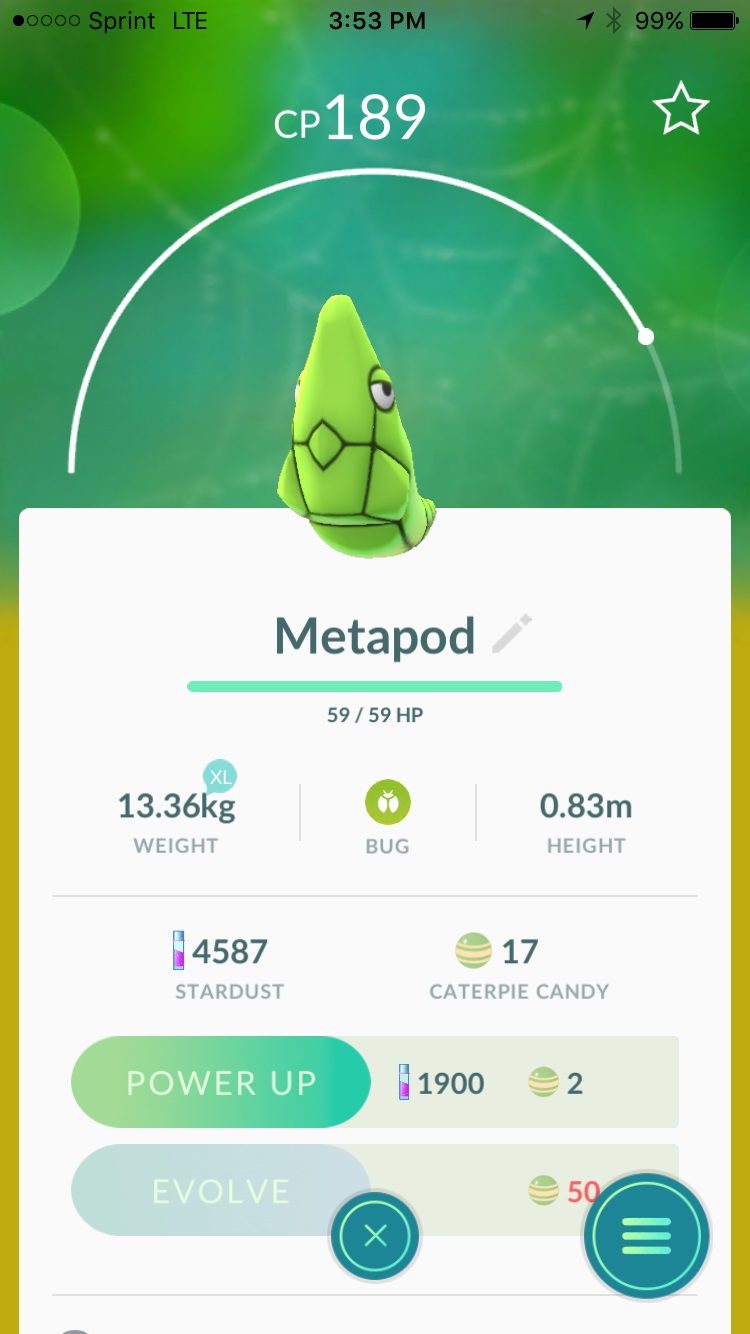 Sprint LTE 3:53 PM 99%
CP189
Metapod
59 / 59 HP
XL
13.36kg 0.83m
WEIGHT BUG HEIGHT
4587 17
STARDUST CATERPIE CANDY
POWER UP 1900 2
EVOLVE 50